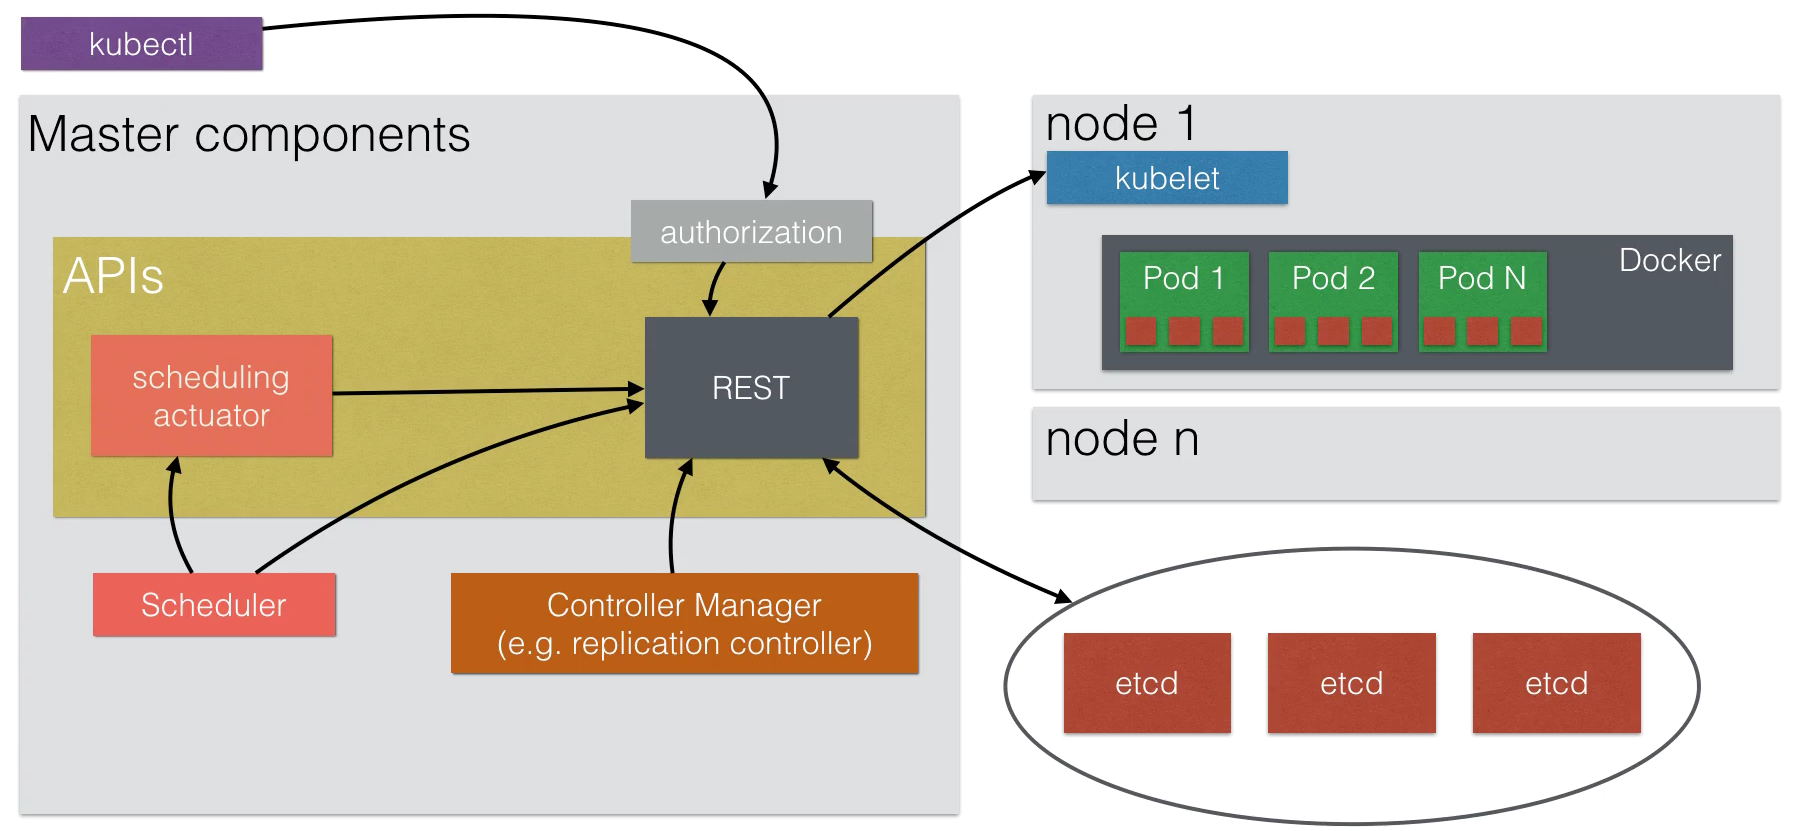 kubectl
Master components
authorization
APIs
scheduling
actuator
REST
Scheduler
Controller Manager
(e.g. replication controller)
node 1
kubelet
Docker
Pod 1
Pod 2
Pod N
node n
etcd
etcd
etcd